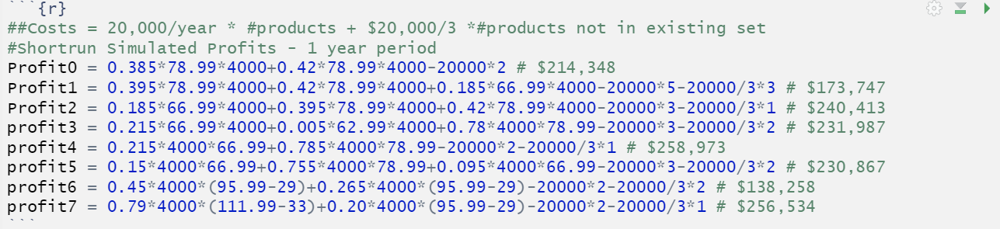 ```{r}
##Costs = 20,000/year * #products + $20,000/3 *#products not in existing set
#Shortrun Simulated Profits - 1 year period
Profit0 = 0.385*78.99*4000+0.42*78.99*4000-20000*2 # $214,348
Profit1 = 0.395*78.99*4000+0.42*78.99*4000+0.185*66.99*4000-20000*5-20000/3*3 # $173,747
Profit2 = 0.185*66.99*4000+0.395*78.99*4000+0.42*78.99*4000-20000*3-20000/3*1 # $240,413
profit3 = 0.215*66.99*4000+0.005*62.99*4000+0.78*4000*78.99-20000*3-20000/3*2 # $231,987
profit4 = 0.215*4000*66.99+0.785*4000*78.99-20000*2-20000/3*1 # $258,973
profit5 = 0.15*4000*66.99+0.755*4000*78.99+0.095*4000*66.99-20000*3-20000/3*2 # $230,867
profit6 = 0.45*4000*(95.99-29)+0.265*4000*(95.99-29)-20000*2-20000/3*2 # $138,258
profit7 = 0.79*4000*(111.99-33)+0.20*4000*(95.99-29)-20000*2-20000/3*1 # $256,534
```